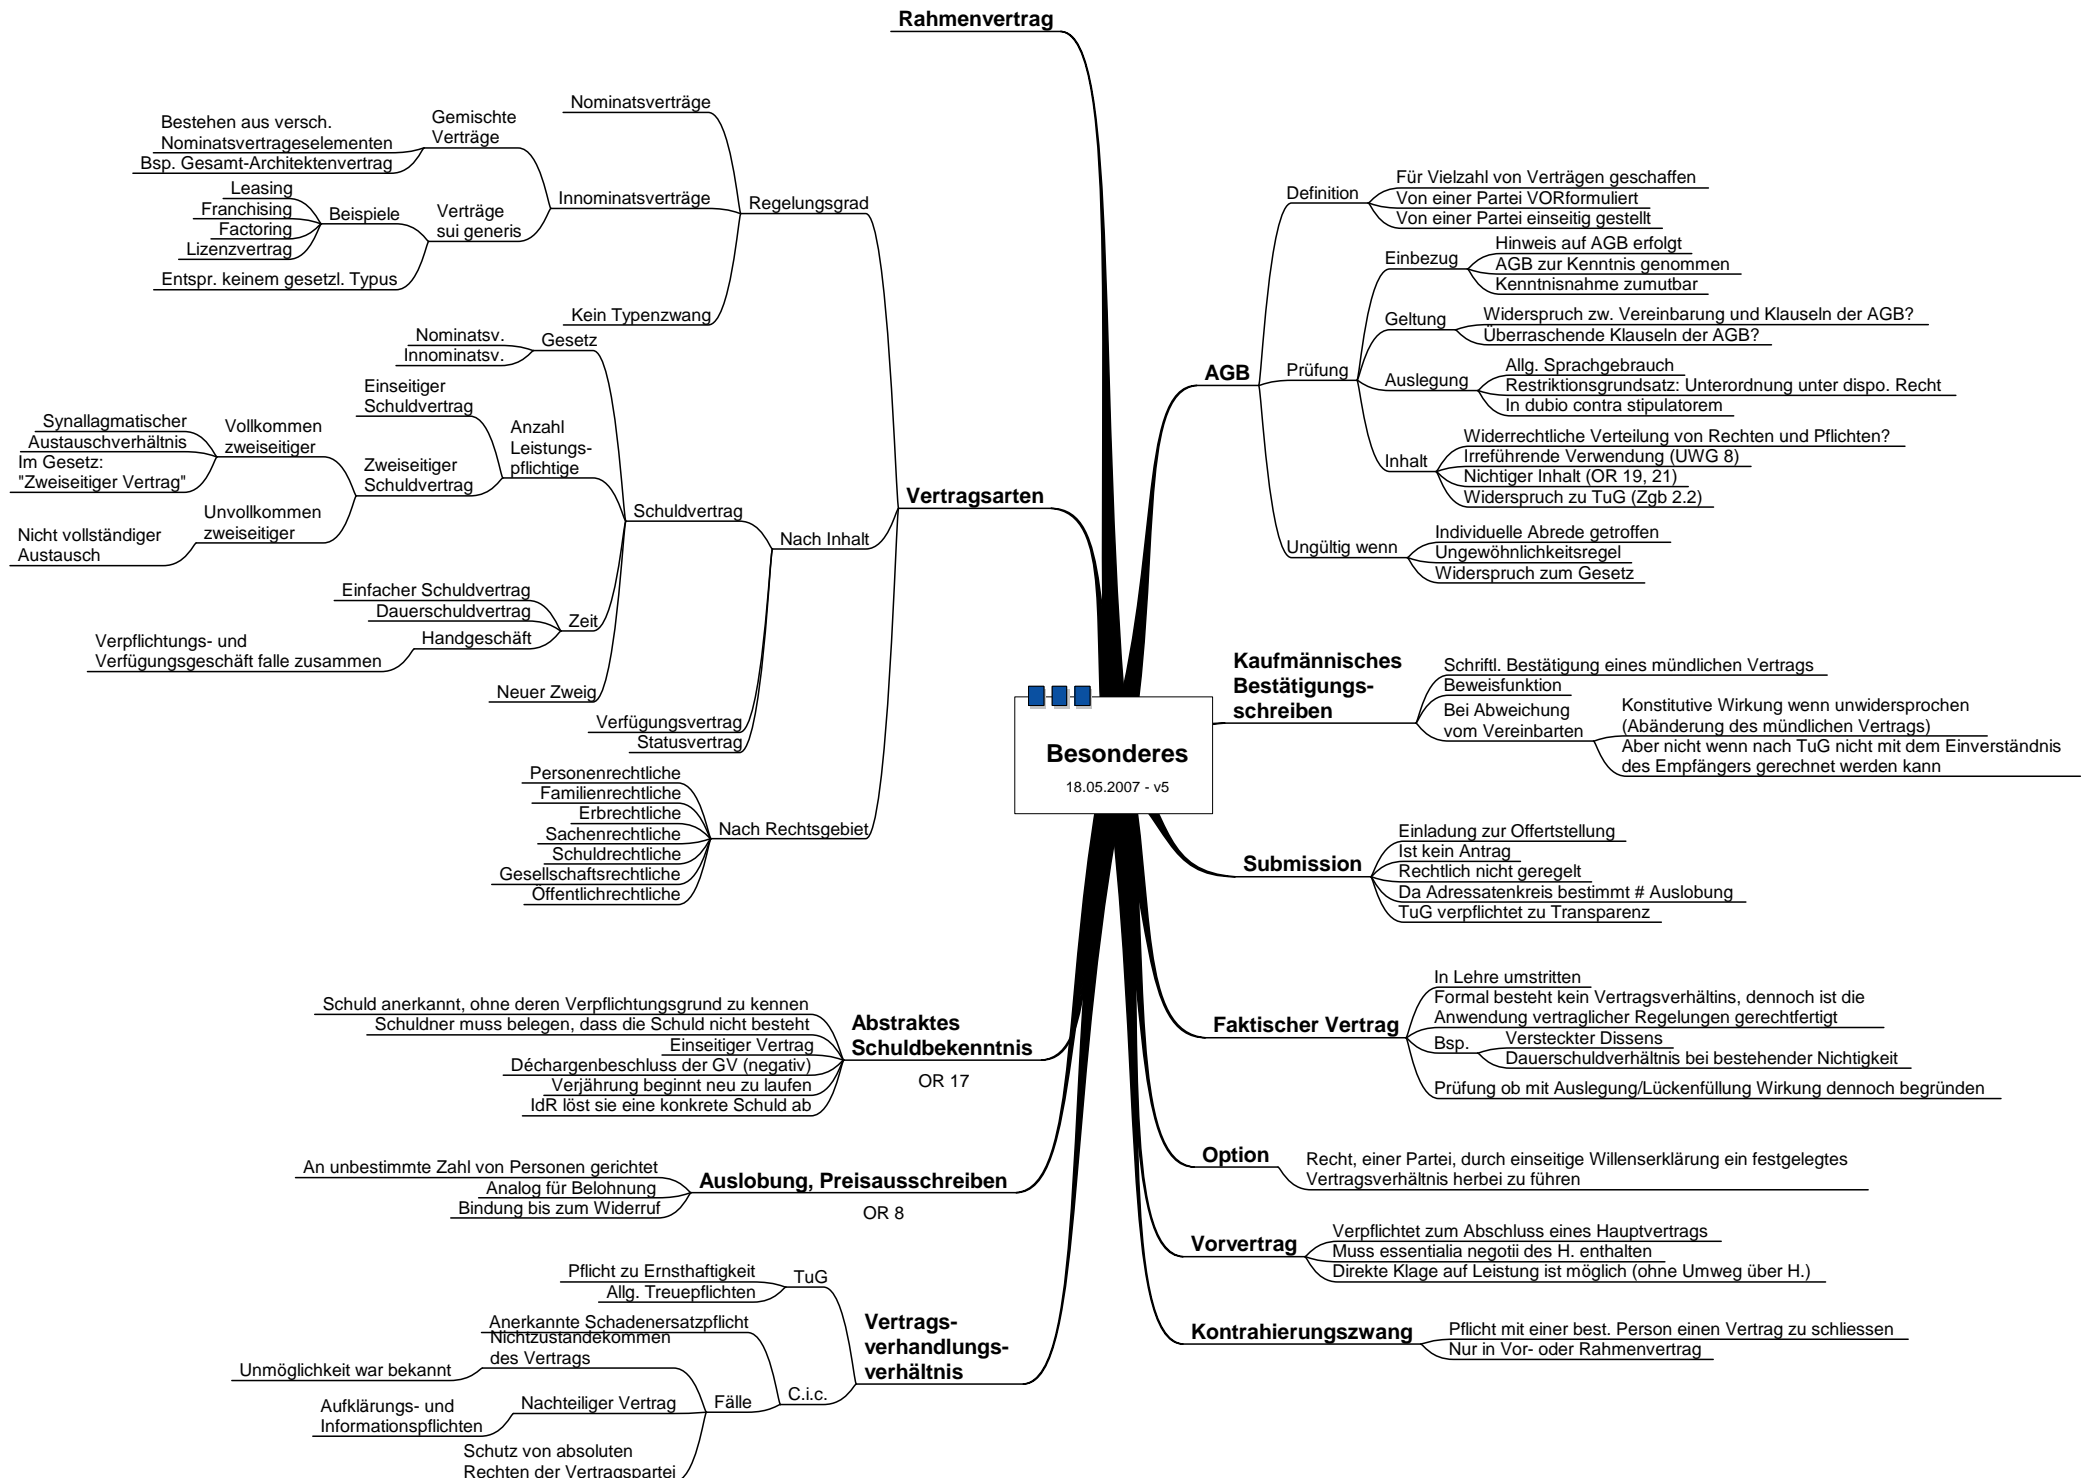 Rahmenvertrag
Nominatsverträge
Gemischte
Verträge
Bestehen aus versch.
Nominatsvertrageselementen
Bsp. Gesamt-Architektenvertrag
Innominatsverträge
Regelungsgrad
Verträge
sui generis
Beispiele
Leasing
Franchising
Factoring
Lizenzvertrag
Entspr. keinem gesetzl. Typus
Kein Typenzwang
Vertragsarten
Nach Inhalt
Schuldvertrag
Gesetz
Nominatsv.
Innominatsv.
Anzahl
Leistungs-
pflichtige
Einseitiger
Schuldvertrag
Zweiseitiger
Schuldvertrag
Vollkommen
zweiseitiger
Synallagmatischer
Austauschverhältnis
Im Gesetz:
"Zweiseitiger Vertrag"
Unvollkommen
zweiseitiger
Nicht vollständiger
Austausch
Zeit
Einfacher Schuldvertrag
Dauerschuldvertrag
Handgeschäft
Verpflichtungs- und
Verfügungsgeschäft falle zusammen
Neuer Zweig
Verfügungsvertrag
Statusvertrag
Nach Rechtsgebiet
Personenrechtliche
Familienrechtliche
Erbrechtliche
Sachenrechtliche
Schuldrechtliche
Gesellschaftsrechtliche
Öffentlichrechtliche
Abstraktes
Schuldbekenntnis
OR 17
Schuld anerkannt, ohne deren Verpflichtungsgrund zu kennen
Schuldner muss belegen, dass die Schuld nicht besteht
Einseitiger Vertrag
Déchargenbeschluss der GV (negativ)
Verjährung beginnt neu zu laufen
IdR löst sie eine konkrete Schuld ab
Auslobung, Preisausschreiben
OR 8
An unbestimmte Zahl von Personen gerichtet
Analog für Belohnung
Bindung bis zum Widerruf
Vertrags-
verhandlungs-
verhältnis
TuG
Pflicht zu Ernsthaftigkeit
Allg. Treuepflichten
C.i.c.
Anerkannte Schadenersatzpflicht
Fälle
Nichtzustandekommen
des Vertrags
Unmöglichkeit war bekannt
Nachteiliger Vertrag
Aufklärungs- und
Informationspflichten
Schutz von absoluten
Rechten der Vertragspartei
Besonderes
18.05.2007 - v5
AGB
Definition
Für Vielzahl von Verträgen geschaffen
Von einer Partei VORformuliert
Von einer Partei einseitig gestellt
Prüfung
Einbezug
Hinweis auf AGB erfolgt
AGB zur Kenntnis genommen
Kenntnisnahme zumutbar
Geltung
Widerspruch zw. Vereinbarung und Klauseln der AGB?
Überraschende Klauseln der AGB?
Auslegung
Allg. Sprachgebrauch
Restriktionsgrundsatz: Unterordnung unter dispo. Recht
In dubio contra stipulatorem
Inhalt
Widerrechtliche Verteilung von Rechten und Pflichten?
Irreführende Verwendung (UWG 8)
Nichtiger Inhalt (OR 19, 21)
Widerspruch zu TuG (Zgb 2.2)
Ungültig wenn
Individuelle Abrede getroffen
Ungewöhnlichkeitsregel
Widerspruch zum Gesetz
Kaufmännisches
Bestätigungs-
schreiben
Schriftl. Bestätigung eines mündlichen Vertrags
Beweisfunktion
Bei Abweichung
vom Vereinbarten
Konstitutive Wirkung wenn unwidersprochen
(Abänderung des mündlichen Vertrags)
Aber nicht wenn nach TuG nicht mit dem Einverständnis
des Empfängers gerechnet werden kann
Submission
Einladung zur Offertstellung
Ist kein Antrag
Rechtlich nicht geregelt
Da Adressatenkreis bestimmt # Auslobung
TuG verpflichtet zu Transparenz
Faktischer Vertrag
In Lehre umstritten
Formal besteht kein Vertragsverhältins, dennoch ist die
Anwendung vertraglicher Regelungen gerechtfertigt
Bsp.
Versteckter Dissens
Dauerschuldverhältnis bei bestehender Nichtigkeit
Prüfung ob mit Auslegung/Lückenfüllung Wirkung dennoch begründen
Option
Recht, einer Partei, durch einseitige Willenserklärung ein festgelegtes
Vertragsverhältnis herbei zu führen
Vorvertrag
Verpflichtet zum Abschluss eines Hauptvertrags
Muss essentialia negotii des H. enthalten
Direkte Klage auf Leistung ist möglich (ohne Umweg über H.)
Kontrahierungszwang
Pflicht mit einer best. Person einen Vertrag zu schliessen
Nur in Vor- oder Rahmenvertrag